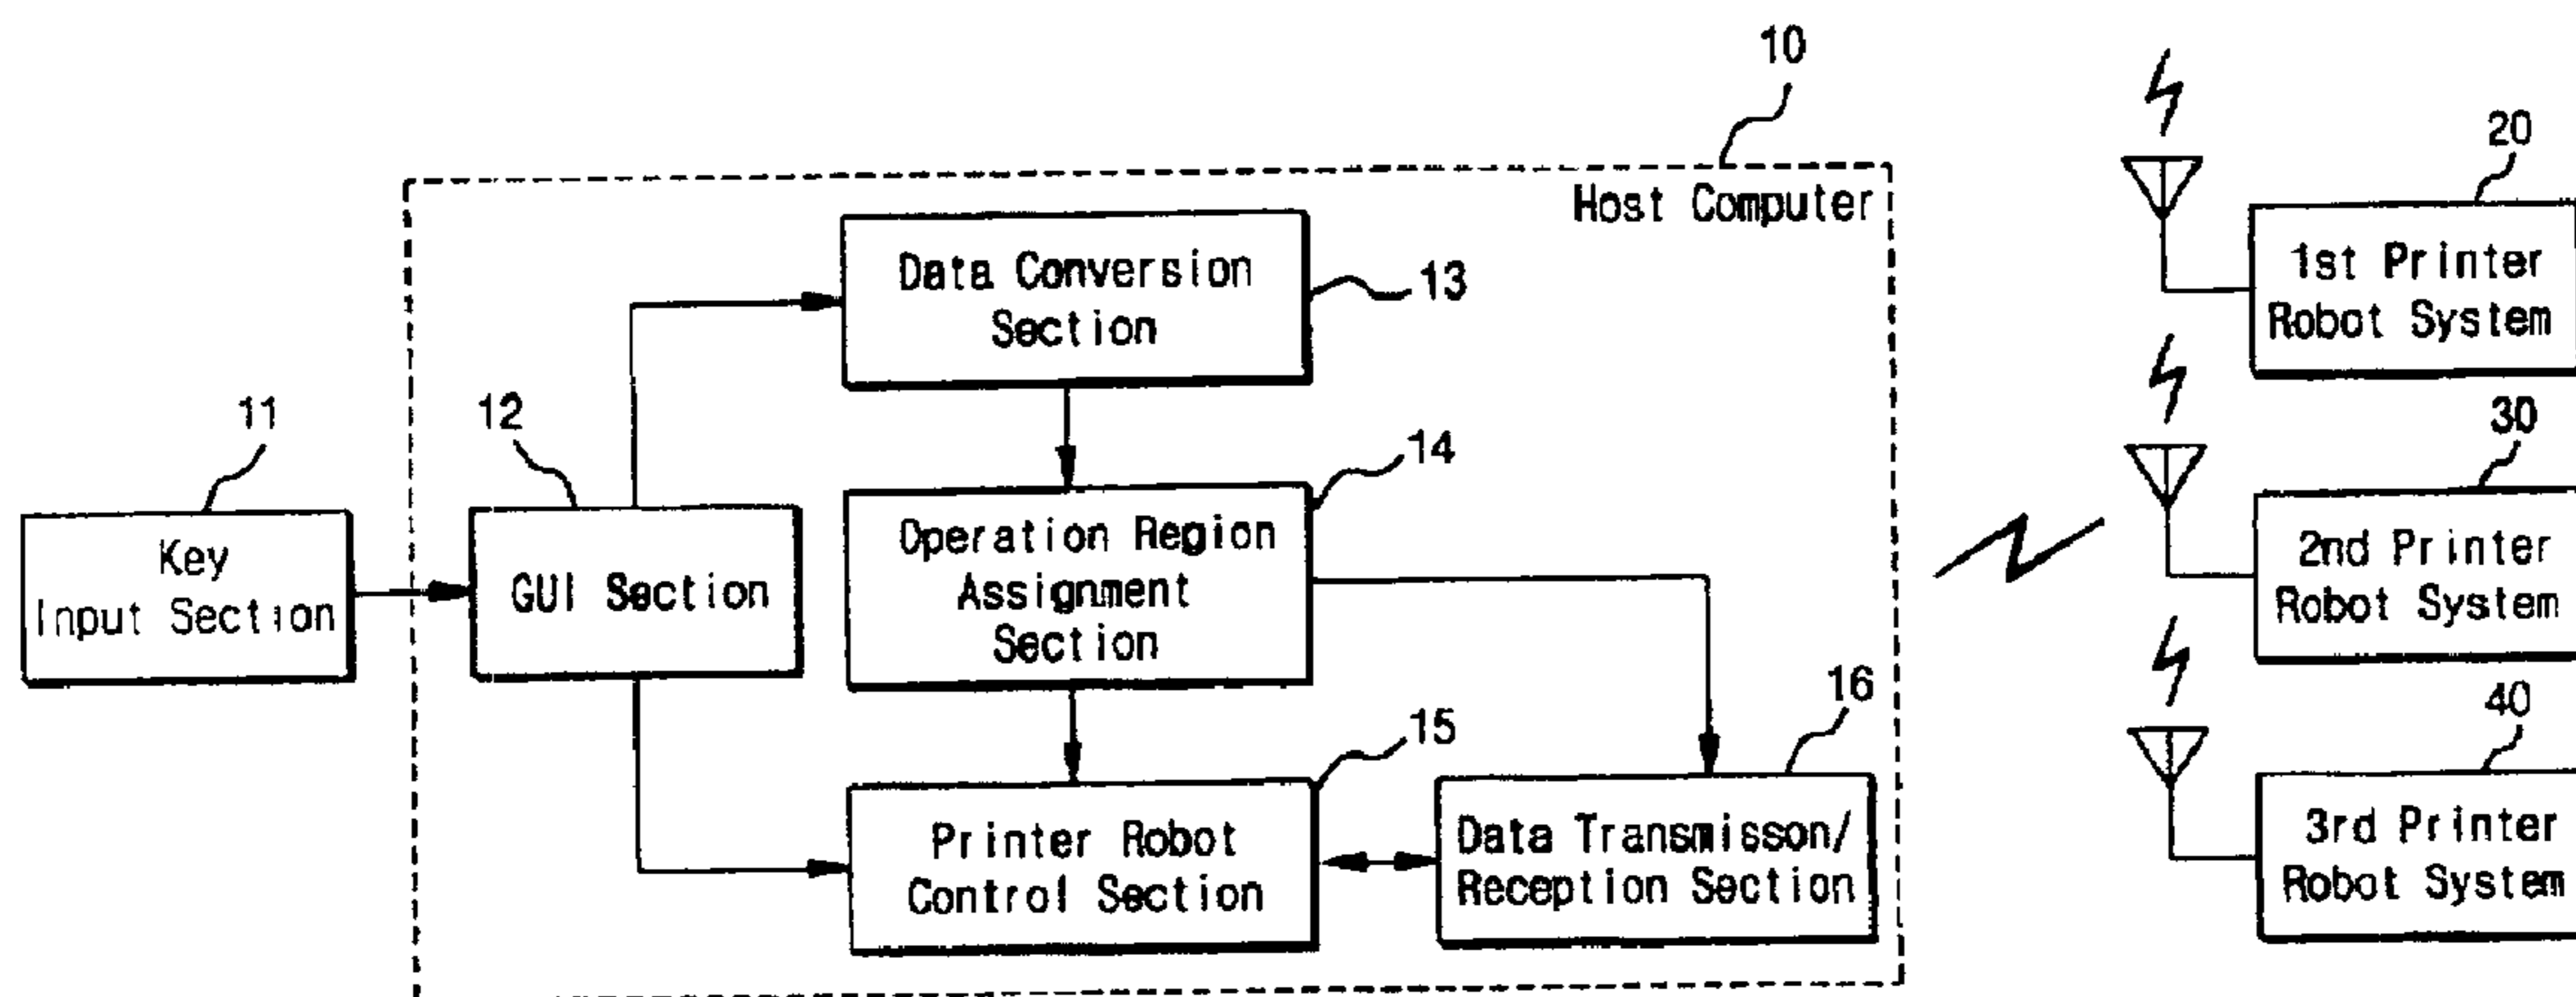 10
Host Computer
Data Conversion
Section
13
11
Key
Input Section
12
GUI Section
14
Operation Region
Assignment
Section
15
Printer Robot
Control Section
16
Data Transmisson/
Reception Section
20
1st Printer
Robot System
30
2nd Printer
Robot System
40
3rd Printer
Robot System